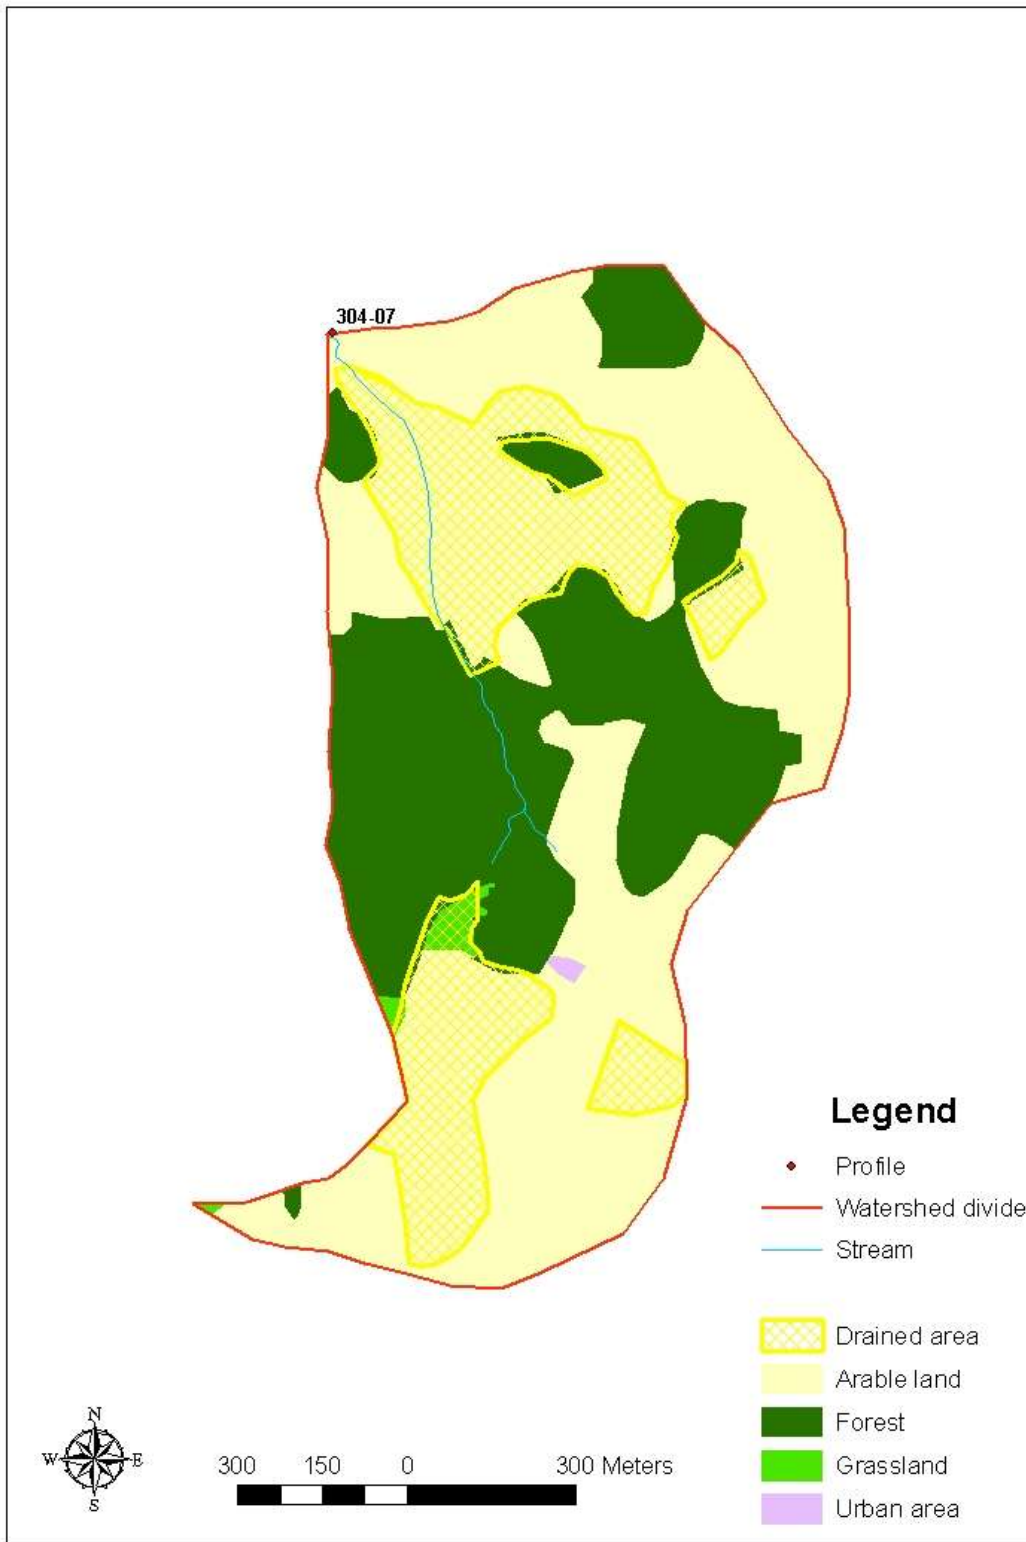 304-07
Legend
Profile
Watershed divide
Stream
Drained area
Arable land
Forest
Grassland
Urban area
N
W E
S
300 150 0 300 Meters